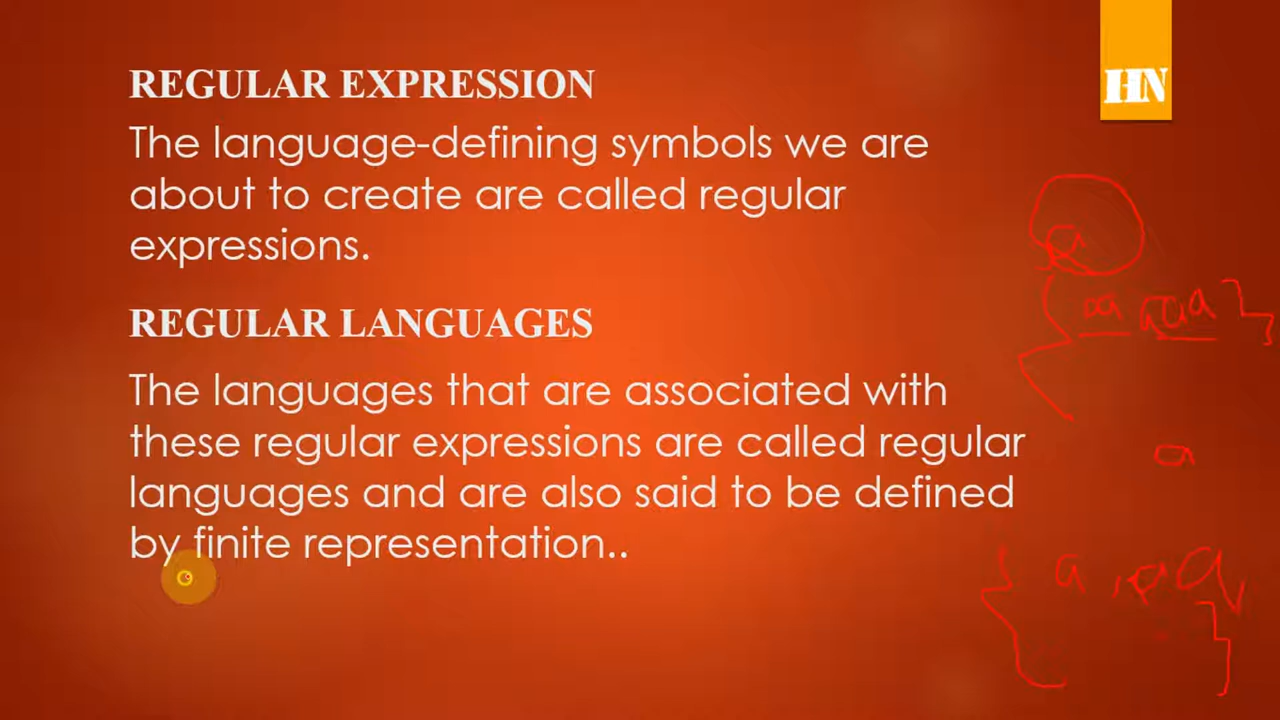 HN
REGULAR EXPRESSION
The language-defining symbols we are
about to create are called regular
expressions.
a
{ aa aaa }
REGULAR LANGUAGES
The languages that are associated with
these regular expressions are called regular
languages and are also said to be defined
by finite representation..
a
{ a , a a,
}